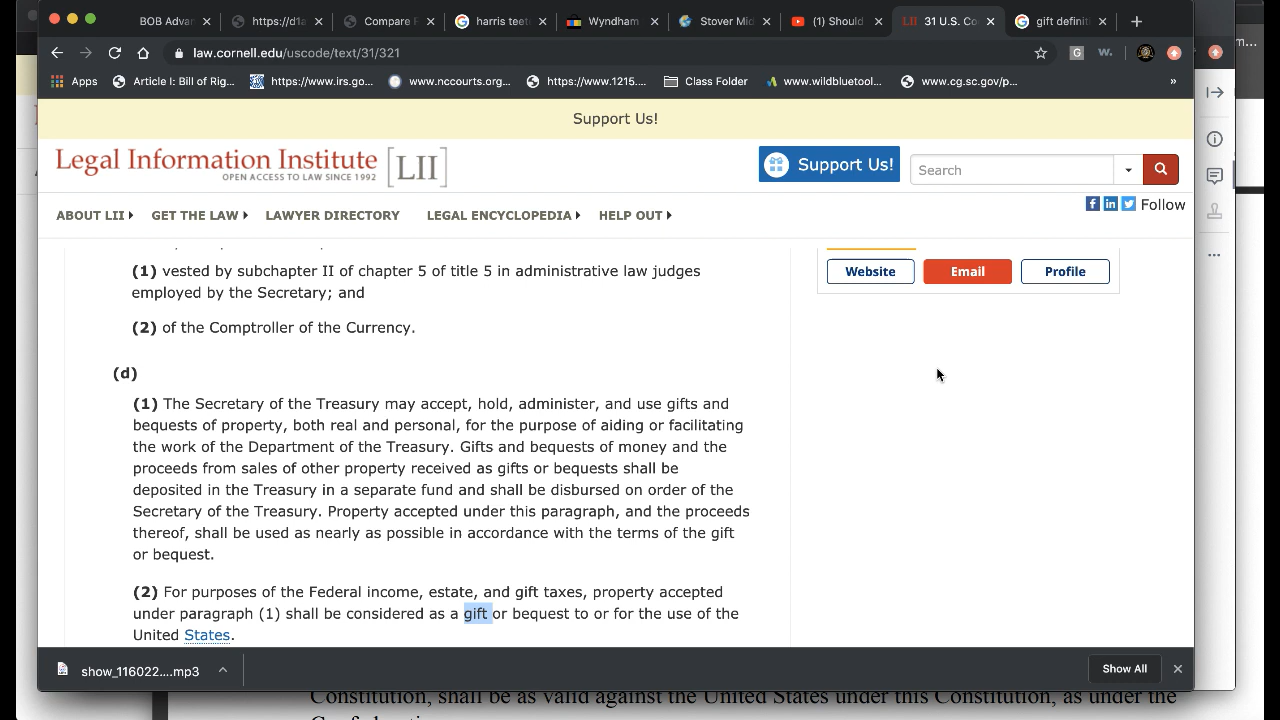 BOB Advar
https://d1a
Compare F
harris teet
Wyndham
Stover Mid
(1) Should
31 U.S. Co
gift definiti
law.cornell.edu/uscode/text/31/321
Apps
Article I: Bill of Rig...
https://www.irs.go...
www.nccourts.org...
https://www.1215....
Class Folder
www.wildbluetool...
www.cg.sc.gov/p...
»
Support Us!
Legal Information Institute [LII]
OPEN ACCESS TO LAW SINCE 1992
Support Us!
Search
ABOUT LII
GET THE LAW
LAWYER DIRECTORY
LEGAL ENCYCLOPEDIA
HELP OUT
Follow
(1) vested by subchapter II of chapter 5 of title 5 in administrative law judges
employed by the Secretary; and
(2) of the Comptroller of the Currency.
(d)
(1) The Secretary of the Treasury may accept, hold, administer, and use gifts and
bequests of property, both real and personal, for the purpose of aiding or facilitating
the work of the Department of the Treasury. Gifts and bequests of money and the
proceeds from sales of other property received as gifts or bequests shall be
deposited in the Treasury in a separate fund and shall be disbursed on order of the
Secretary of the Treasury. Property accepted under this paragraph, and the proceeds
thereof, shall be used as nearly as possible in accordance with the terms of the gift
or bequest.
(2) For purposes of the Federal income, estate, and gift taxes, property accepted
under paragraph (1) shall be considered as a gift or bequest to or for the use of the
United States.
Website
Email
Profile
show_116022....mp3
Show All
Constitution, shall be as valid against the United States under this Constitution, as under the